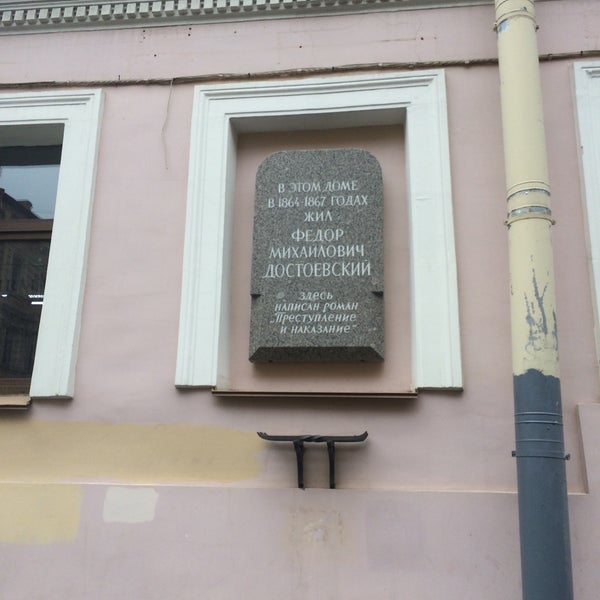 В ЭТОМ ДОМЕ
В 1864-1867 ГОДАХ
ЖИЛ
ФЕДОР
МИХАЙЛОВИЧ
ДОСТОЕВСКИЙ
ЗДЕСЬ
НАПИСАН РОМАН
"Преступление
и наказание"